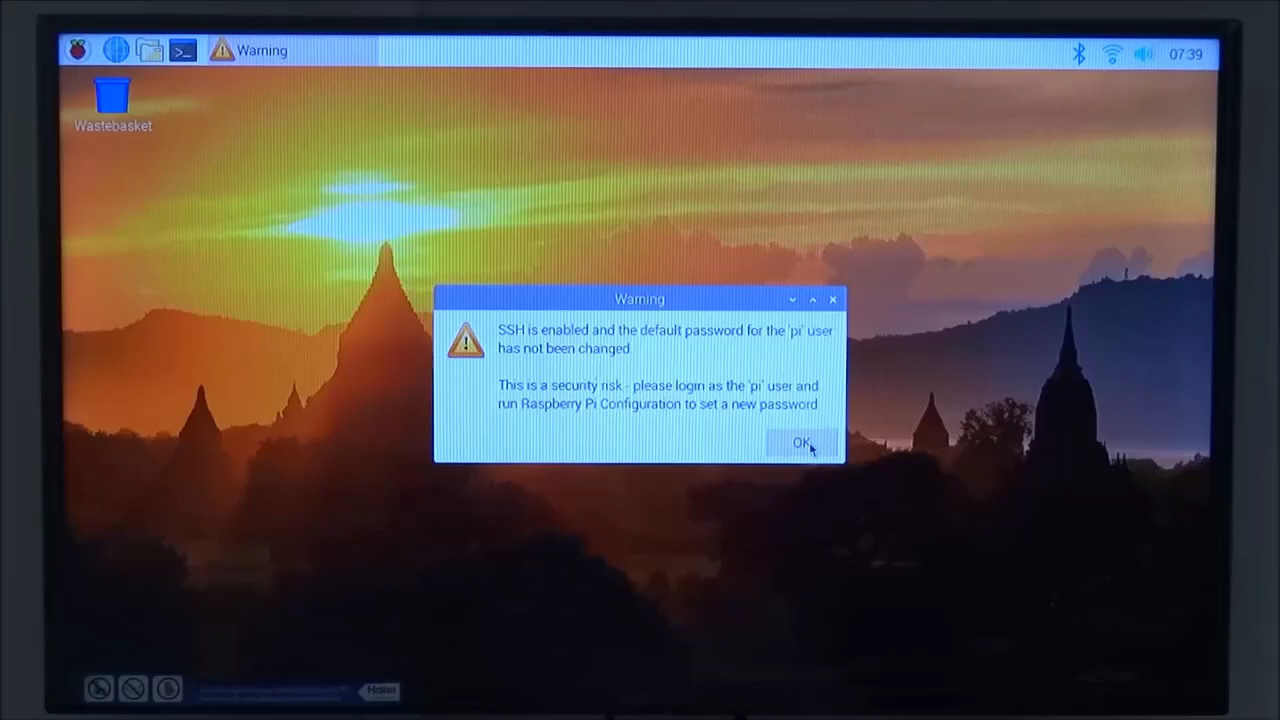 Warning
07:39
Wastebasket
Warning
SSH is enabled and the default password for the 'pi' user
has not been changed
This is a security risk - please login as the 'pi' user and
run Raspberry Pi Configuration to set a new password
OK
Haier